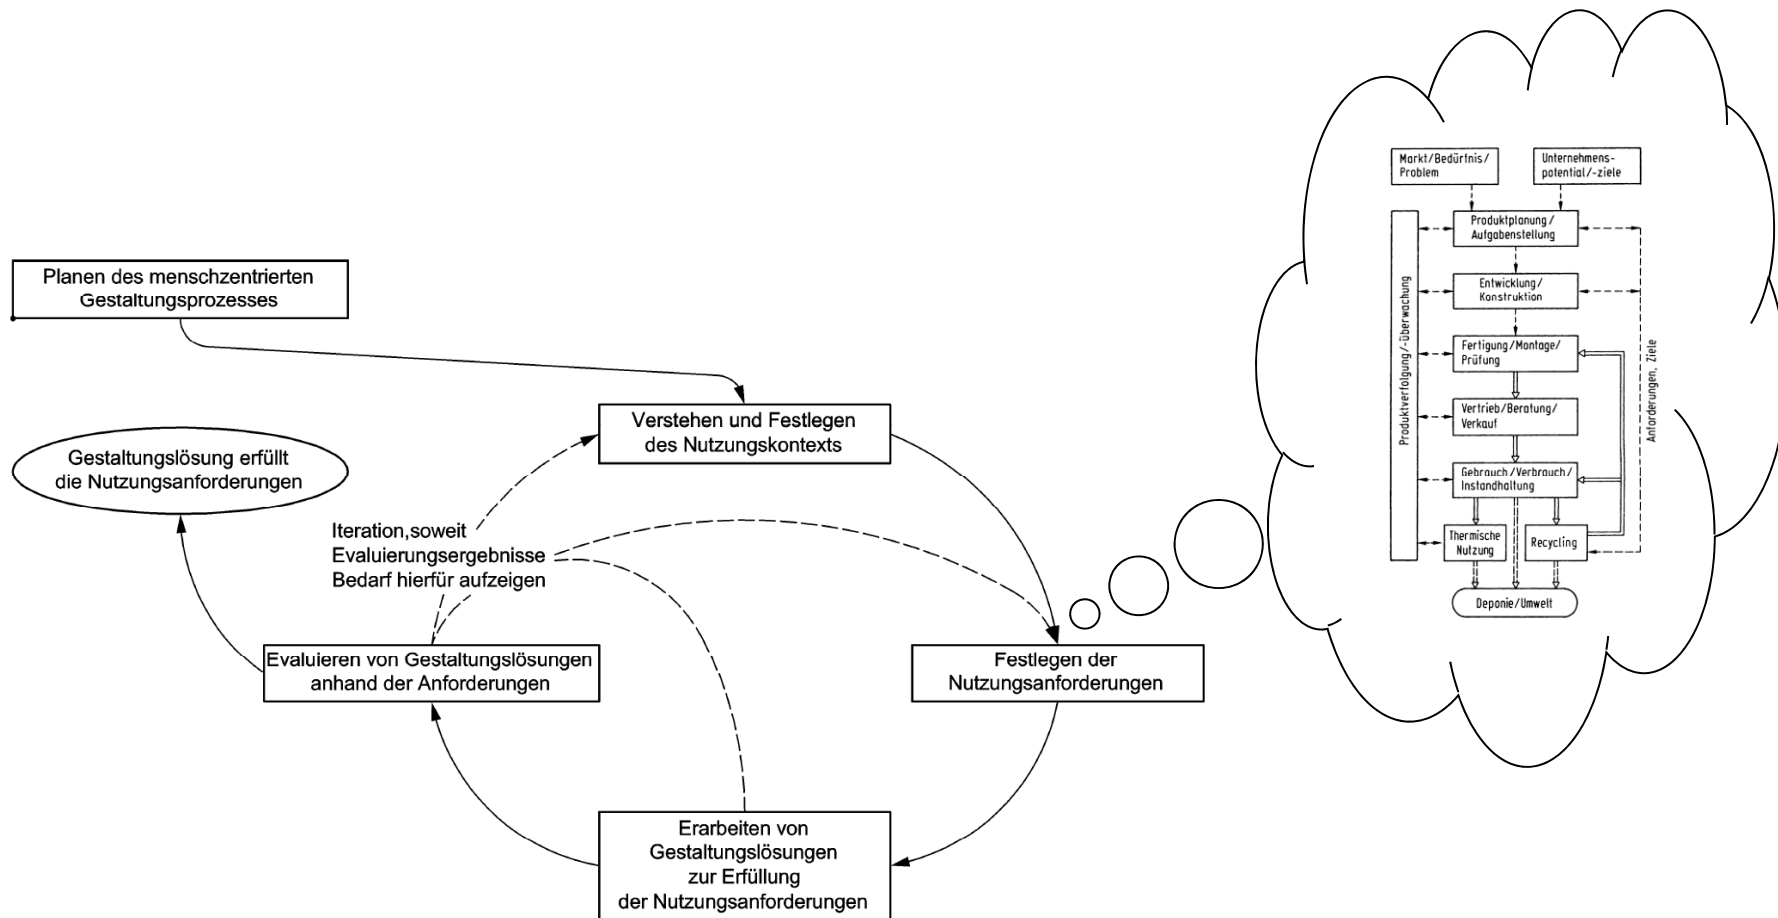 Planen des menschzentrierten
Gestaltungsprozesses
Verstehen und Festlegen
des Nutzungskontexts
Gestaltungslösung erfüllt
die Nutzungsanforderungen
Iteration,soweit
Evaluierungsergebnisse
Bedarf hierfür aufzeigen
Evaluieren von Gestaltungslösungen
anhand der Anforderungen
Festlegen der
Nutzungsanforderungen
Erarbeiten von
Gestaltungslösungen
zur Erfüllung
der Nutzungsanforderungen
Markt/Bedürfnis/
Problem
Unternehmens-
potential/-ziele
Produktplanung/
Aufgabenstellung
Entwicklung/
Konstruktion
Fertigung/Montage/
Prüfung
Vertrieb/Beratung/
Verkauf
Gebrauch/Verbrauch/
Instandhaltung
Thermische
Nutzung
Recycling
Deponie/Umwelt
Produktverfolgung/-überwachung
Anforderungen, Ziele